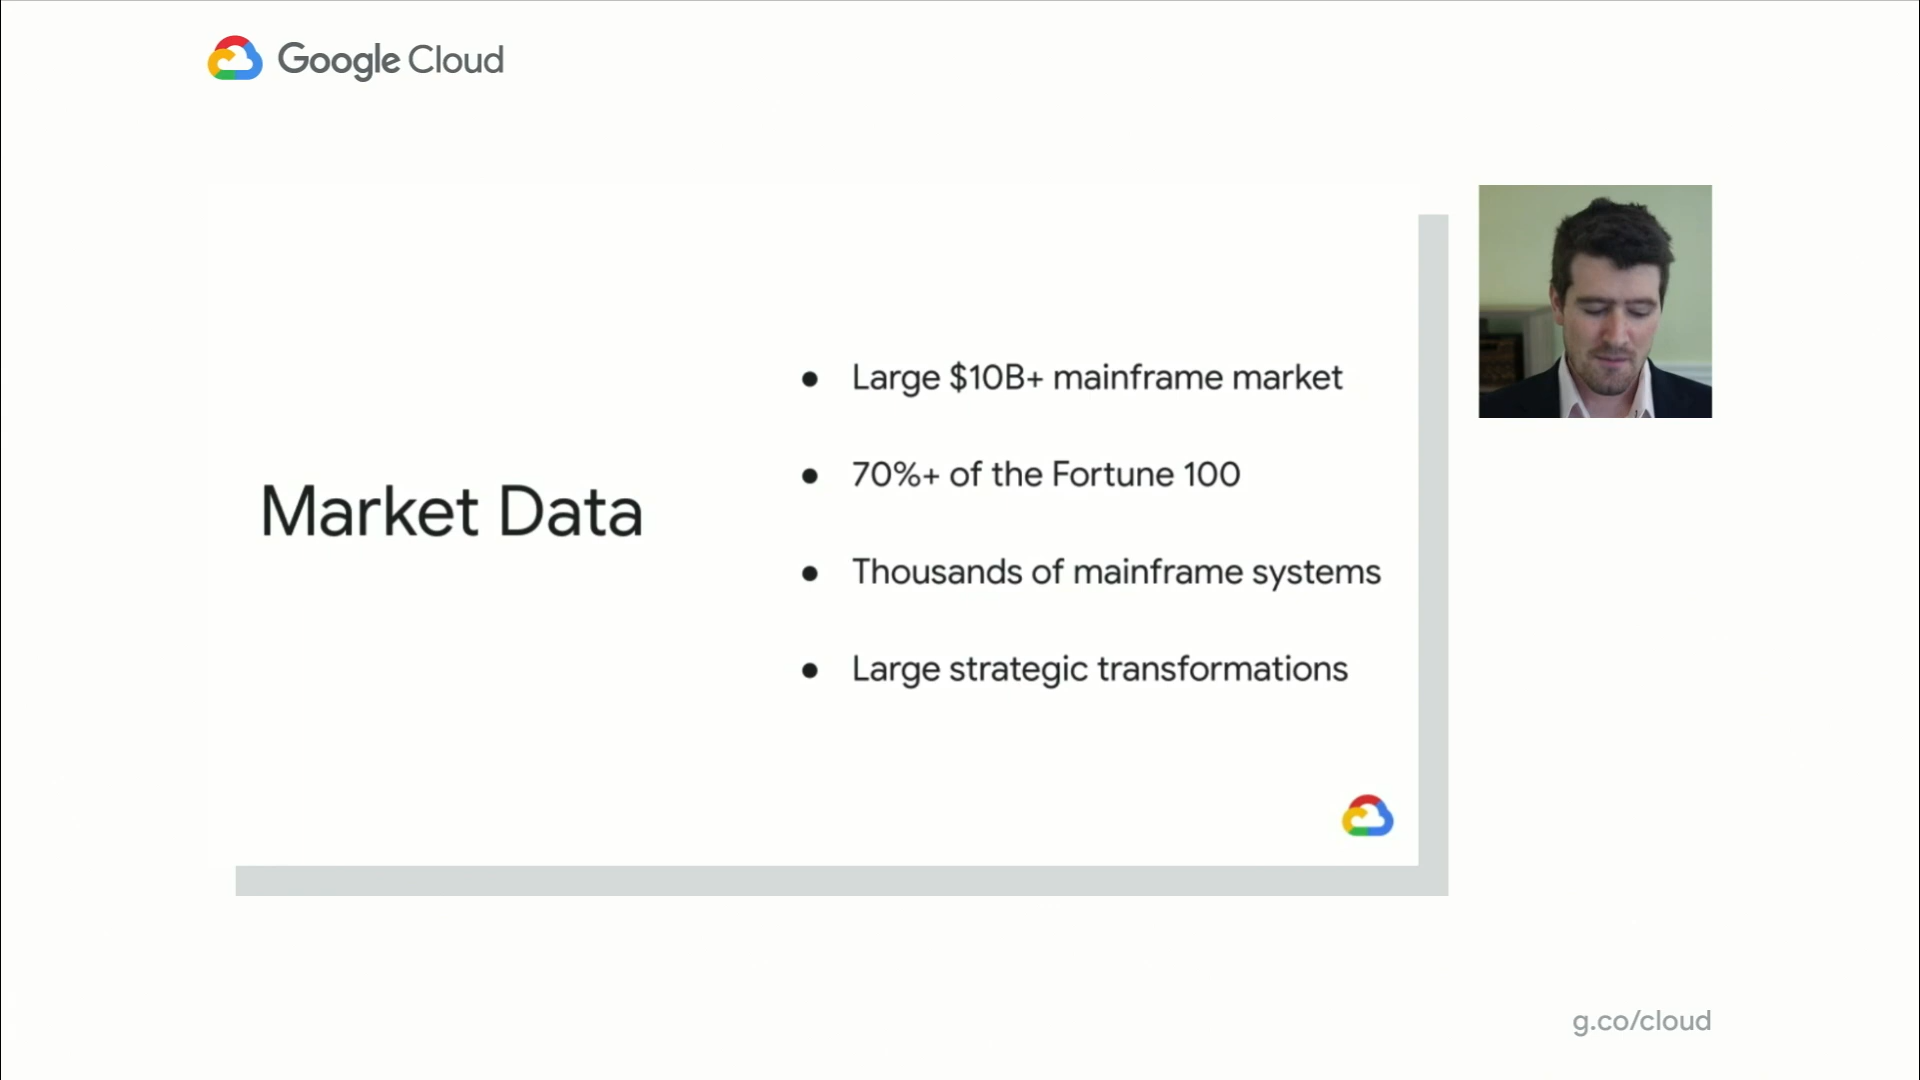 Google Cloud
Market Data
● Large $10B+ mainframe market
● 70%+ of the Fortune 100
● Thousands of mainframe systems
● Large strategic transformations
g.co/cloud